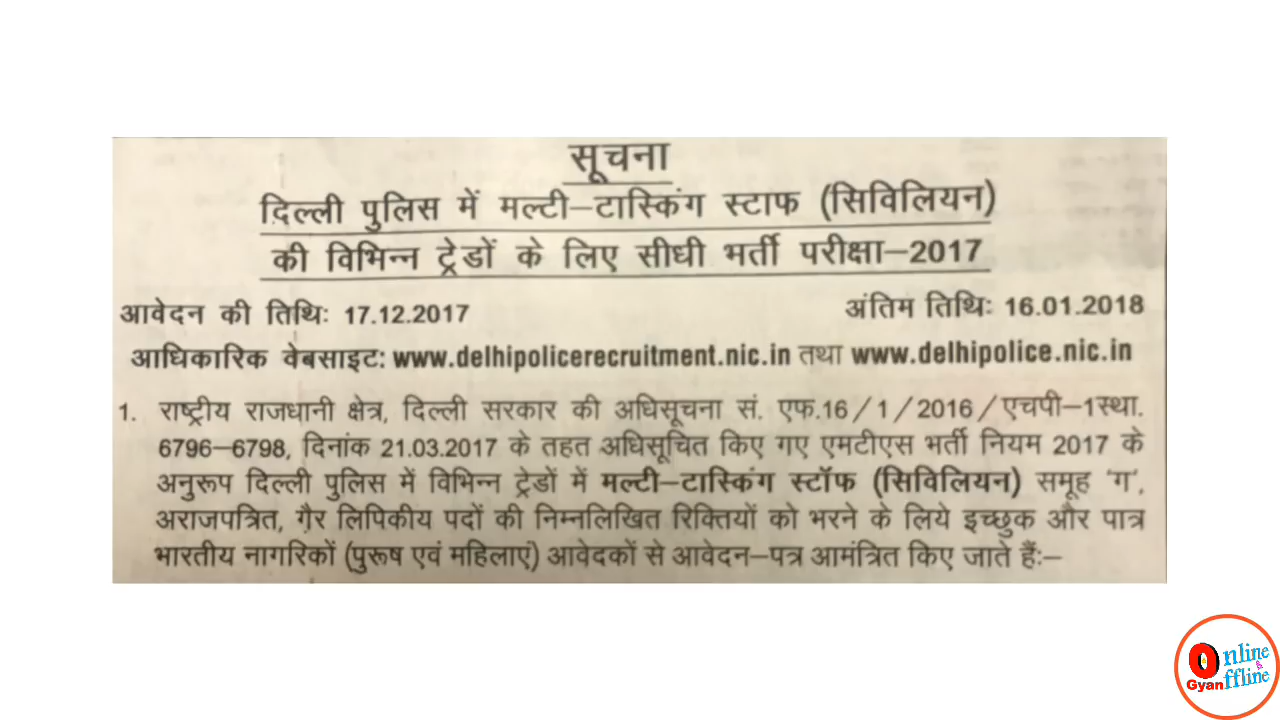 सूचना
दिल्ली पुलिस में मल्टी–टास्किंग स्टाफ (सिविलियन)
की विभिन्न ट्रेडों के लिए सीधी भर्ती परीक्षा–2017
आवेदन की तिथिः 17.12.2017 अंतिम तिथिः 16.01.2018
आधिकारिक वेबसाइट: www.delhipolicerecruitment.nic.in तथा www.delhipolice.nic.in
1. राष्ट्रीय राजधानी क्षेत्र, दिल्ली सरकार की अधिसूचना सं. एफ.16/1/2016/एचपी–1स्था.
6796–6798, दिनांक 21.03.2017 के तहत अधिसूचित किए गए एमटीएस भर्ती नियम 2017 के
अनुरूप दिल्ली पुलिस में विभिन्न ट्रेडों में मल्टी–टास्किंग स्टॉफ (सिविलियन) समूह 'ग',
अराजपत्रित, ग़ैर लिपिकीय पदों की निम्नलिखित रिक्तियों को भरने के लिये इच्छुक और पात्र
भारतीय नागरिकों (पुरूष एवं महिलाएं) आवेदकों से आवेदन–पत्र आमंत्रित किए जाते हैंः–
Online & Offline Gyan